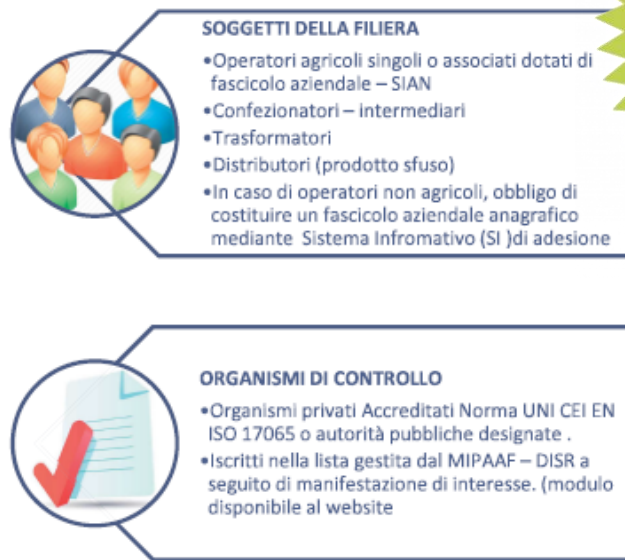 SOGGETTI DELLA FILIERA
•Operatori agricoli singoli o associati dotati di
fascicolo aziendale – SIAN
•Confezionatori – intermediari
•Trasformatori
•Distributori (prodotto sfuso)
•In caso di operatori non agricoli, obbligo di
costituire un fascicolo aziendale anagrafico
mediante Sistema Infromativo (SI )di adesione
ORGANISMI DI CONTROLLO
•Organismi privati Accreditati Norma UNI CEI EN
ISO 17065 o autorità pubbliche designate .
•Iscritti nella lista gestita dal MIPAAF – DISR a
seguito di manifestazione di interesse. (modulo
disponibile al website